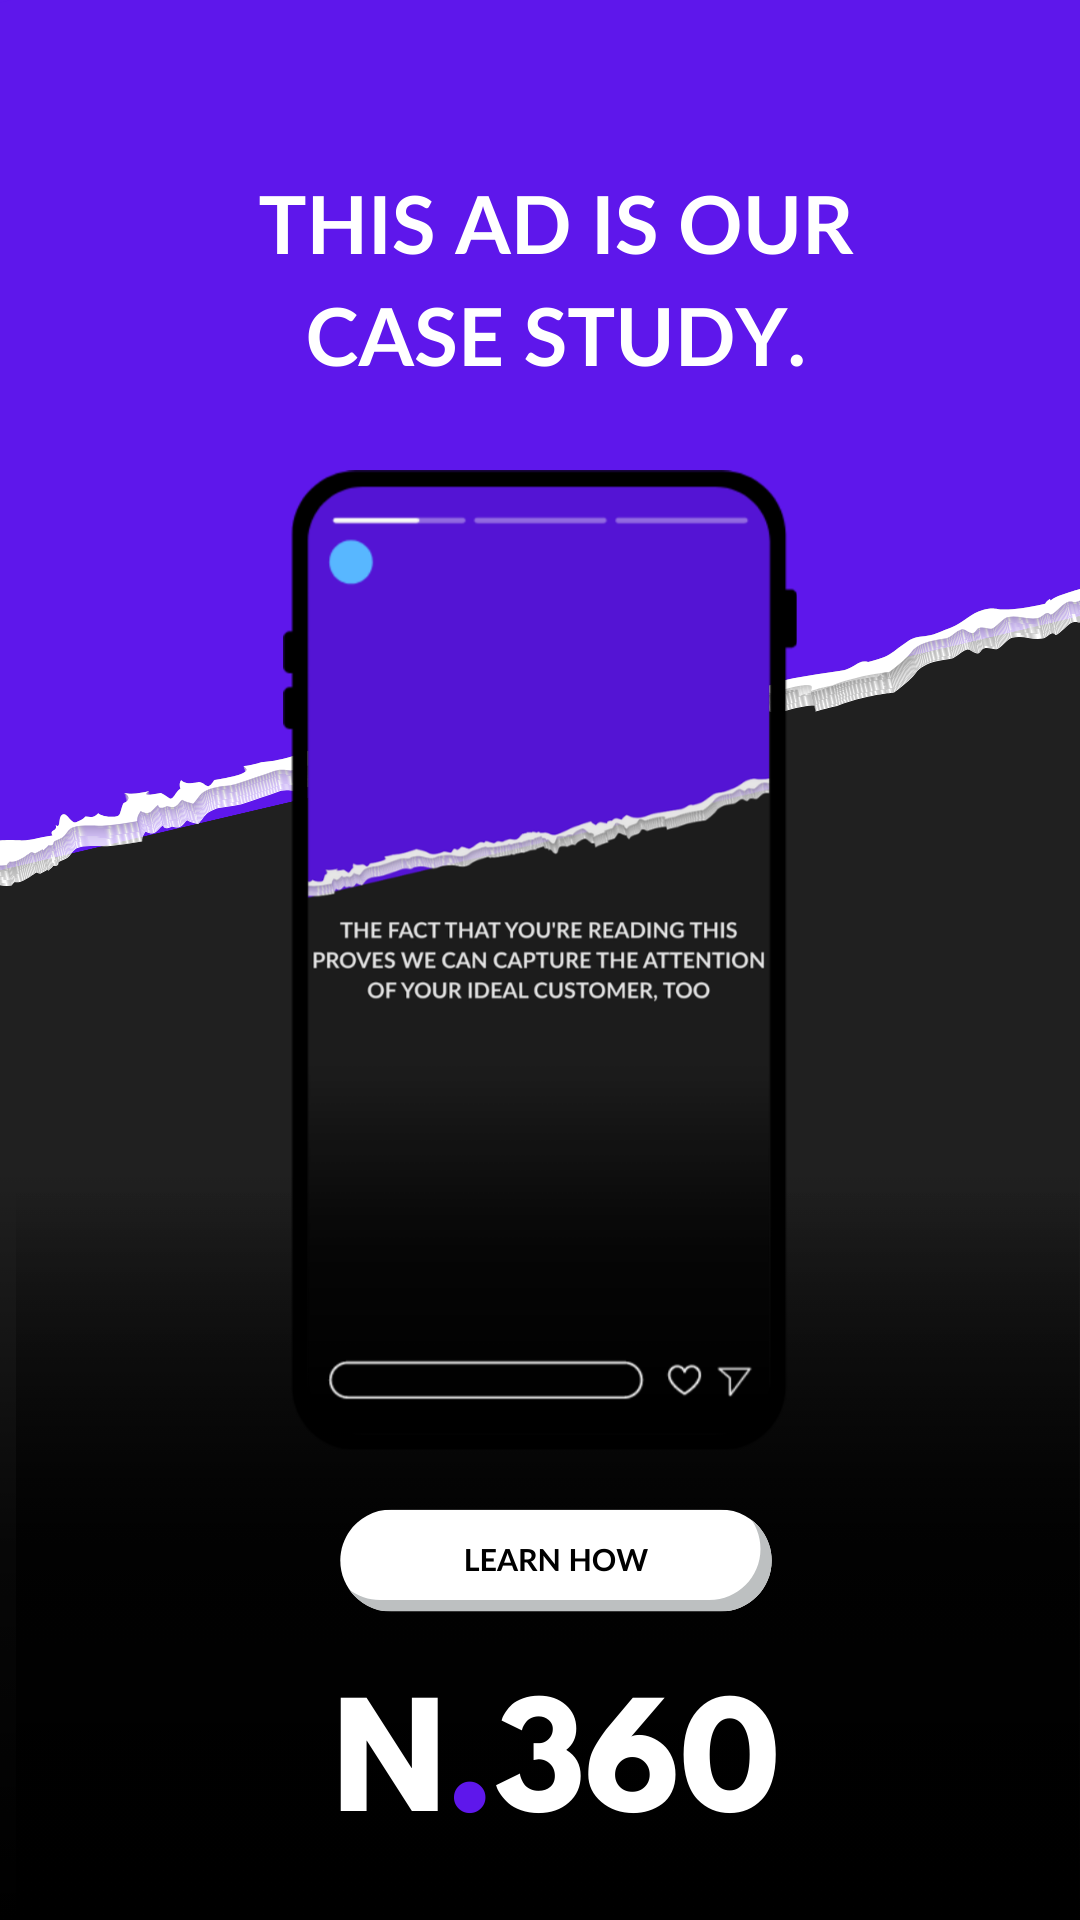 THIS AD IS OUR
CASE STUDY.
THE FACT THAT YOU'RE READING THIS
PROVES WE CAN CAPTURE THE ATTENTION
OF YOUR IDEAL CUSTOMER, TOO
LEARN HOW
N.360